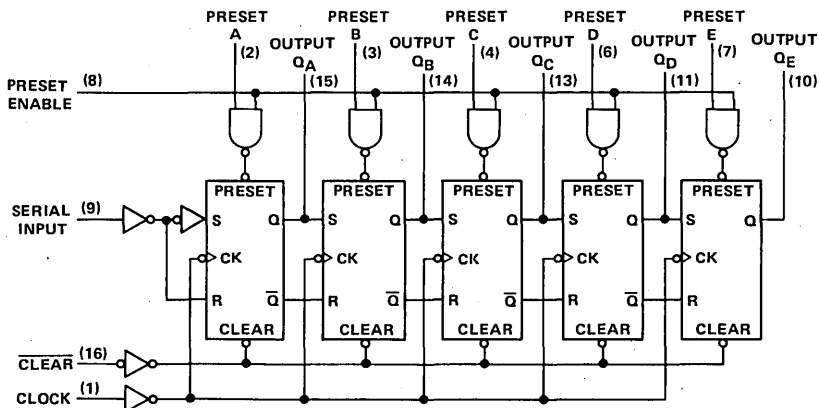 PRESET A (2)
OUTPUT QA (15)
PRESET B (3)
OUTPUT QB (14)
PRESET C (4)
OUTPUT QC (13)
PRESET D (6)
OUTPUT QD (11)
PRESET E (7)
OUTPUT QE (10)
PRESET ENABLE (8)
PRESET PRESET PRESET PRESET PRESET
SERIAL INPUT (9)
S Q S Q S Q S Q Q
CK CK CK CK CK
R Q̅ R Q̅ R Q̅ R Q̅ R
CLEAR CLEAR CLEAR CLEAR CLEAR
C̅L̅E̅A̅R̅ (16)
CLOCK (1)